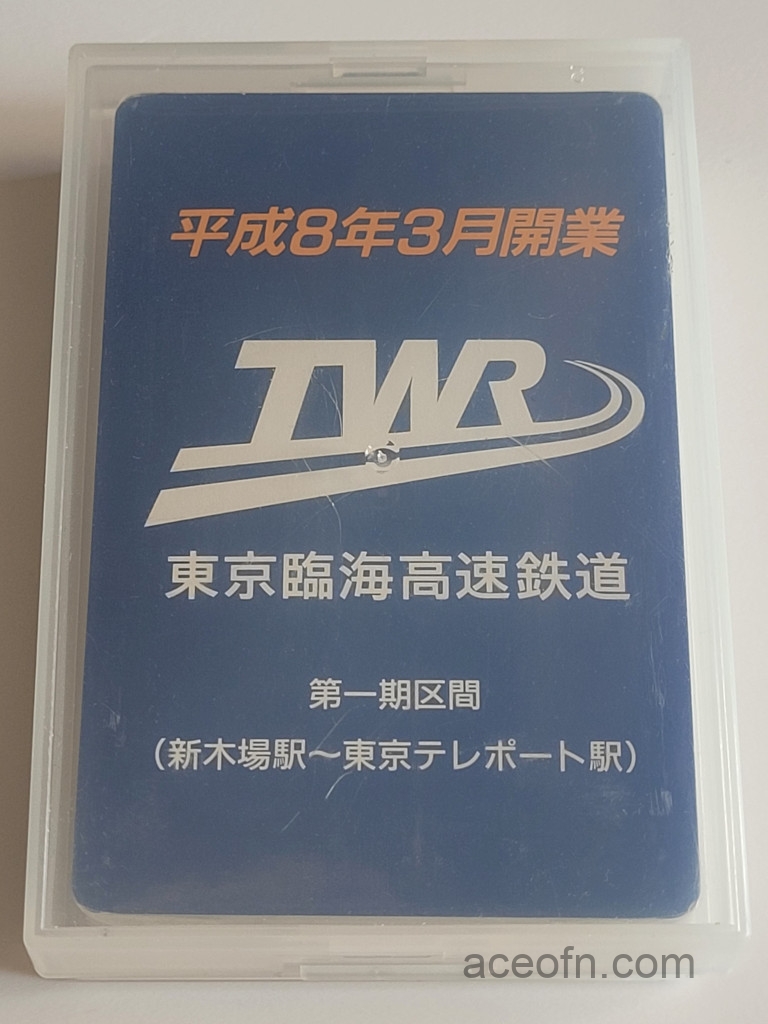 平成8年3月開業
TWR
東京臨海高速鉄道
第一期区間
(新木場駅～東京テレポート駅)
aceofn.com